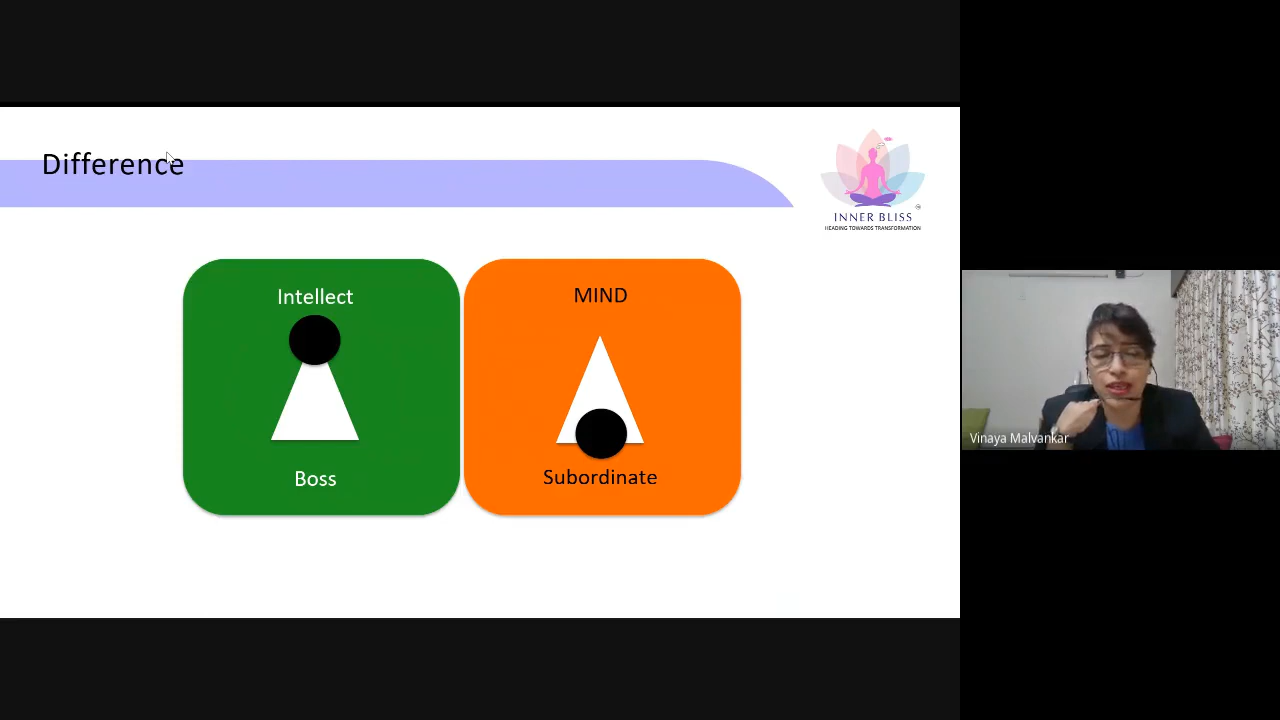 Difference
INNER BLISS
HEADING TOWARDS TRANSFORMATION
Intellect
MIND
Boss
Subordinate
Vinaya Malvankar